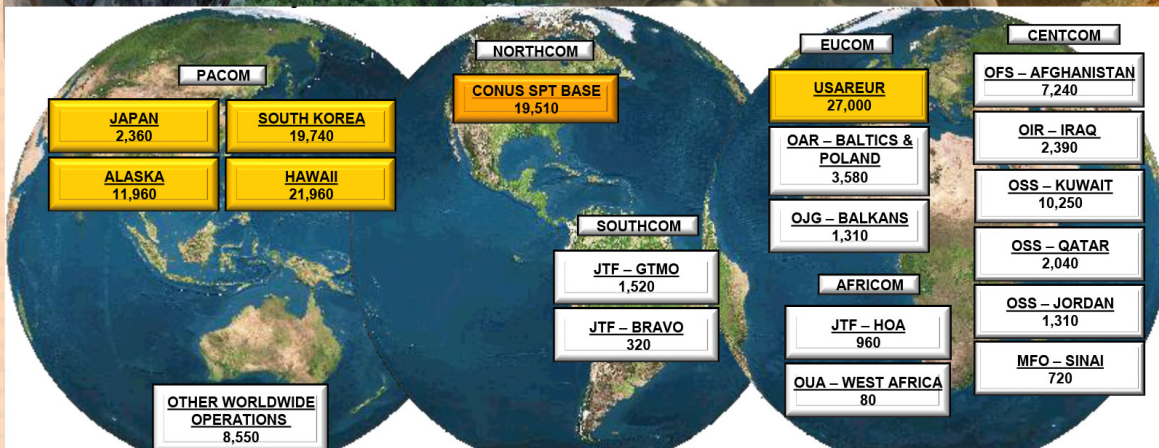 PACOM
JAPAN
2,360
SOUTH KOREA
19,740
ALASKA
11,960
HAWAII
21,960
OTHER WORLDWIDE
OPERATIONS
8,550
NORTHCOM
CONUS SPT BASE
19,510
SOUTHCOM
JTF – GTMO
1,520
JTF – BRAVO
320
EUCOM
USAREUR
27,000
OAR – BALTICS &
POLAND
3,580
OJG – BALKANS
1,310
AFRICOM
JTF – HOA
960
OUA – WEST AFRICA
80
CENTCOM
OFS – AFGHANISTAN
7,240
OIR – IRAQ
2,390
OSS – KUWAIT
10,250
OSS – QATAR
2,040
OSS – JORDAN
1,310
MFO – SINAI
720